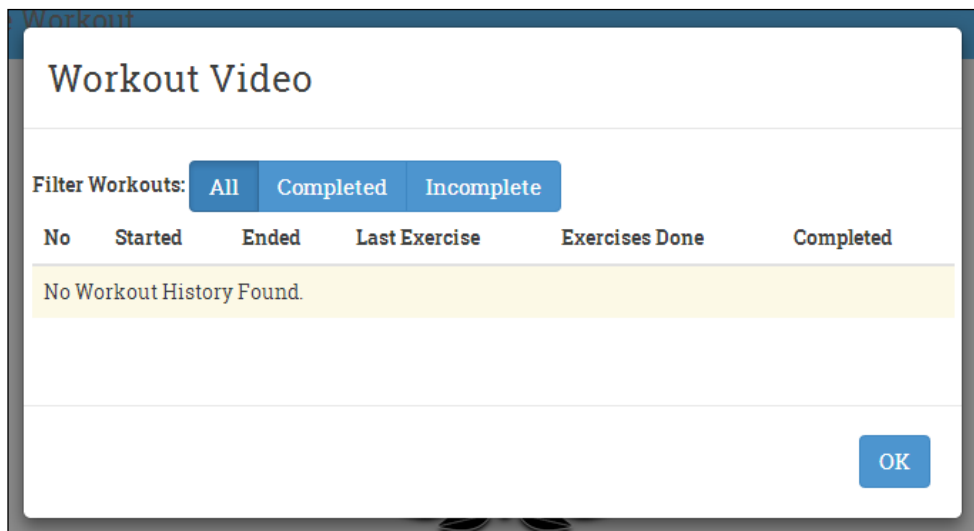 Workout
Workout Video
Filter Workouts: All Completed Incomplete
No Started Ended Last Exercise Exercises Done Completed
No Workout History Found.
OK